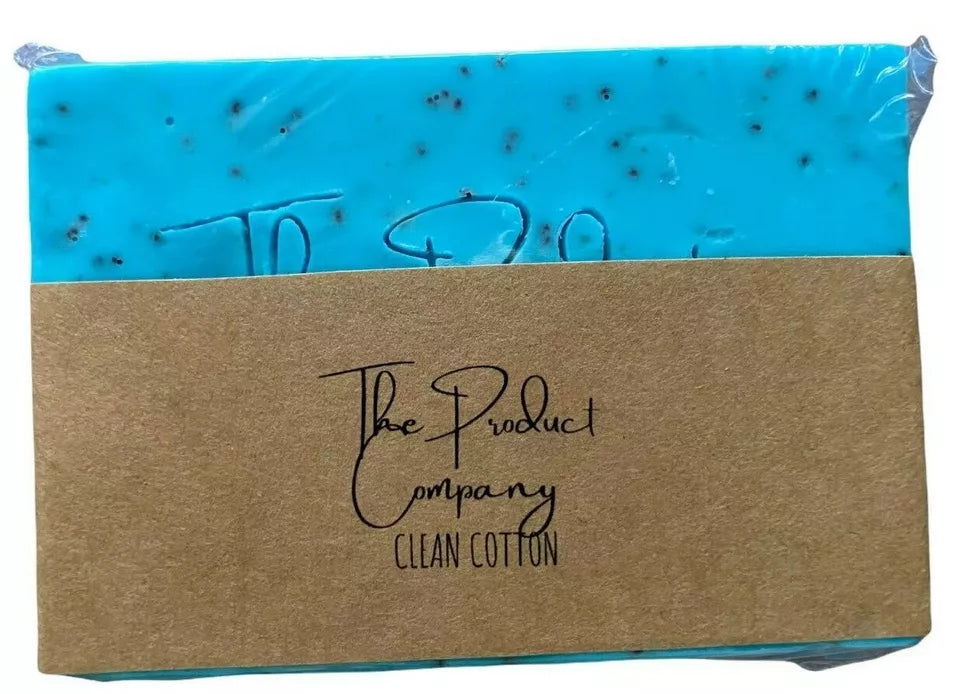 The Product
Company
CLEAN COTTON